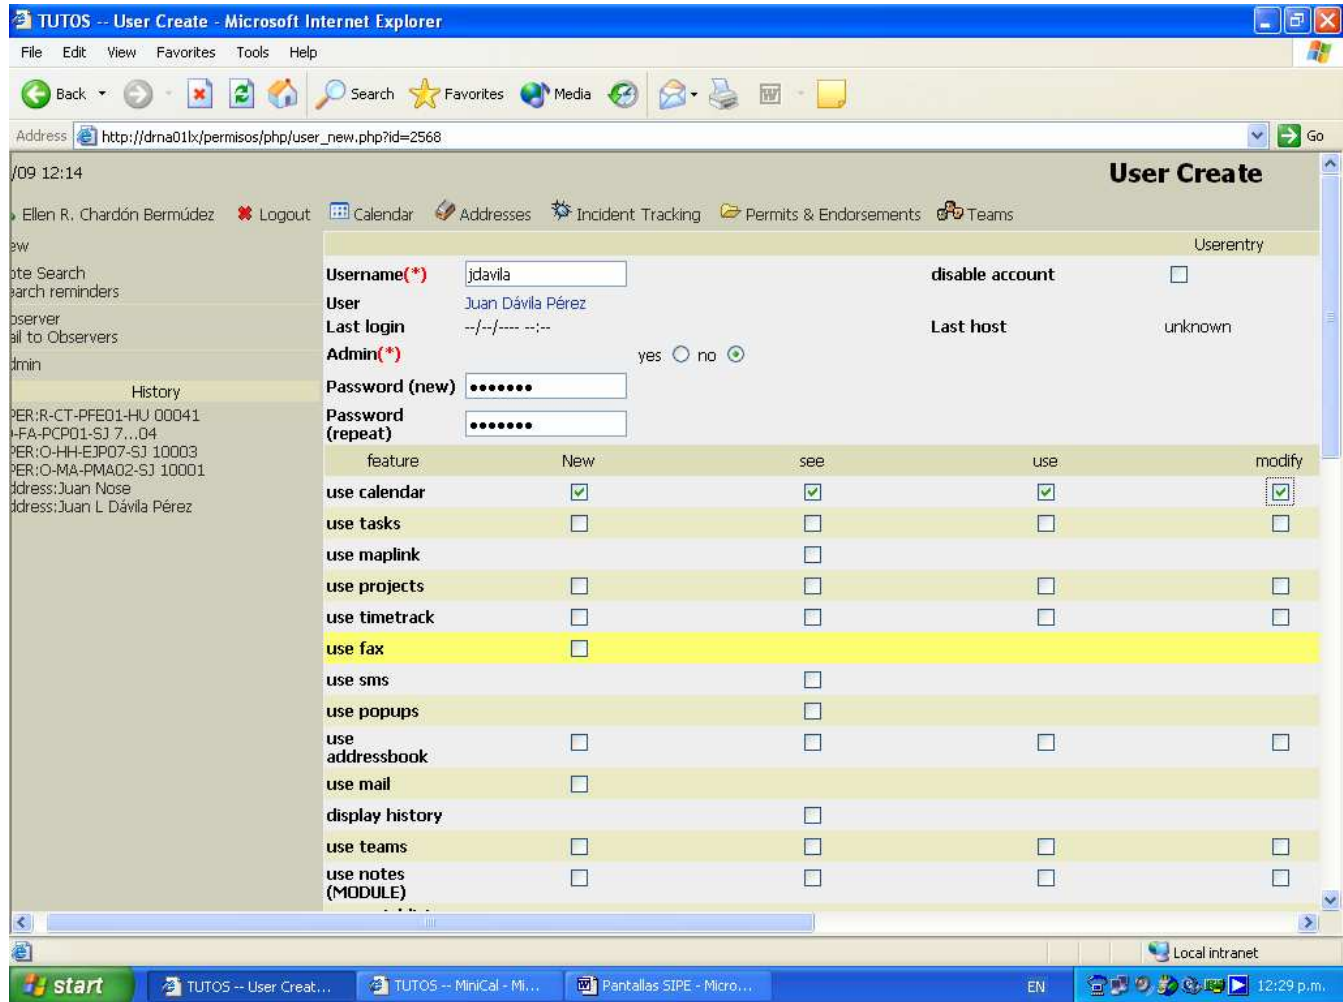 TUTOS -- User Create - Microsoft Internet Explorer
File Edit View Favorites Tools Help
Back Search Favorites Media
Address http://drna01lx/permisos/php/user_new.php?id=2568 Go
/09 12:14 User Create
Ellen R. Chardón Bermúdez Logout Calendar Addresses Incident Tracking Permits & Endorsements Teams
Userentry
Search
reminders
to Observers
History
Username(*) jdavila disable account
User Juan Dávila Pérez
Last login --/--/---- --:-- Last host unknown
Admin(*) yes no
Password (new) •••••••
Password
(repeat) •••••••
PER:R-CT-PFE01-HU 00041
-FA-PCP01-SJ 7...04
PER:O-HH-EJP07-SJ 10003
PER:O-MA-PMA02-SJ 10001
ddress:Juan Nose
ddress:Juan L Dávila Pérez
feature New see use modify
use calendar
use tasks
use maplink
use projects
use timetrack
use fax
use sms
use popups
use
addressbook
use mail
display history
use teams
use notes
(MODULE)
Local intranet
start TUTOS -- User Creat... TUTOS -- MiniCal - Mi... Pantallas SIPE - Micro... EN 12:29 p.m.